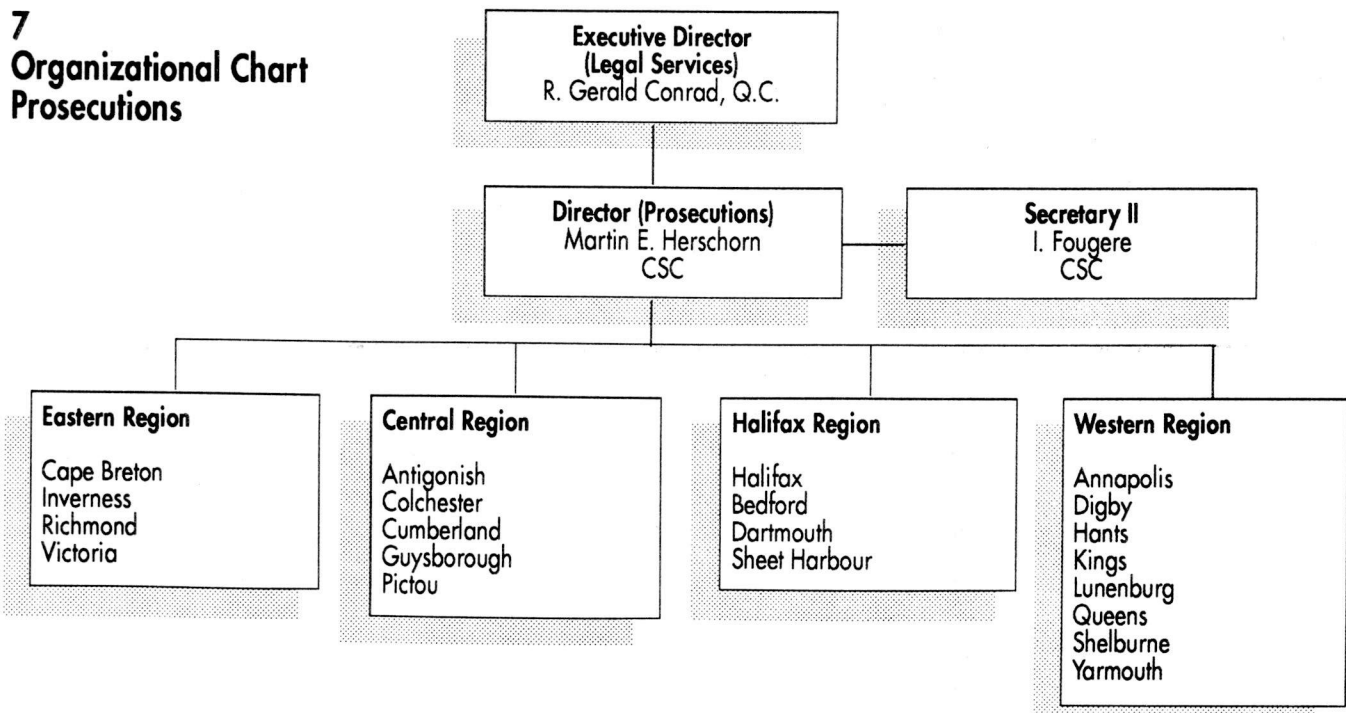 7
Organizational Chart
Prosecutions
Executive Director
(Legal Services)
R. Gerald Conrad, Q.C.
Director (Prosecutions)
Martin E. Herschorn
CSC
Secretary II
I. Fougere
CSC
Eastern Region
Cape Breton
Inverness
Richmond
Victoria
Central Region
Antigonish
Colchester
Cumberland
Guysborough
Pictou
Halifax Region
Halifax
Bedford
Dartmouth
Sheet Harbour
Western Region
Annapolis
Digby
Hants
Kings
Lunenburg
Queens
Shelburne
Yarmouth